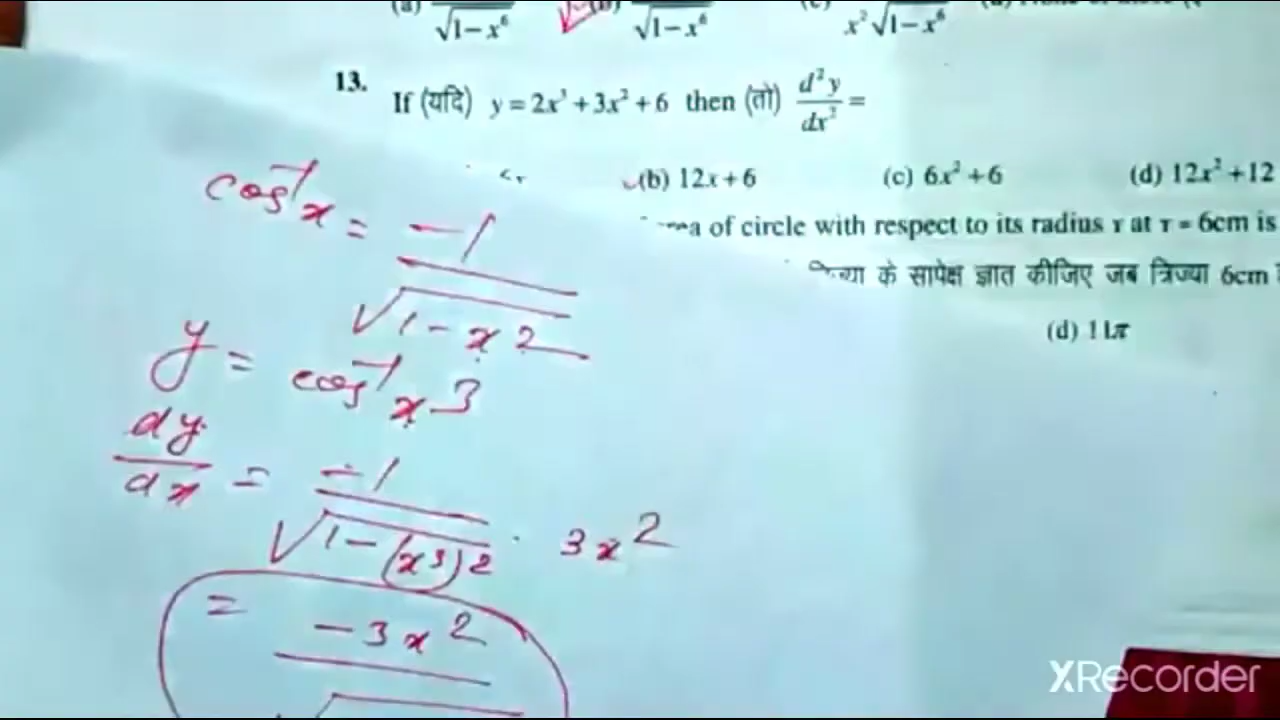 √1−x⁶ √1−x⁶ x²√1−x⁶
13. If (यदि) y = 2x³ + 3x² + 6 then (तो) d²y/dx² =
(b) 12x + 6 (c) 6x² + 6 (d) 12x² + 12
of circle with respect to its radius r at r = 6cm is
के सापेक्ष ज्ञात कीजिए जब त्रिज्या 6cm
(d) 11π
cos⁻¹x = −1/√1−x2
y = cos⁻¹x3
dy/dx = −1/√1−(x3)2 · 3x2
= −3x2
XRecorder